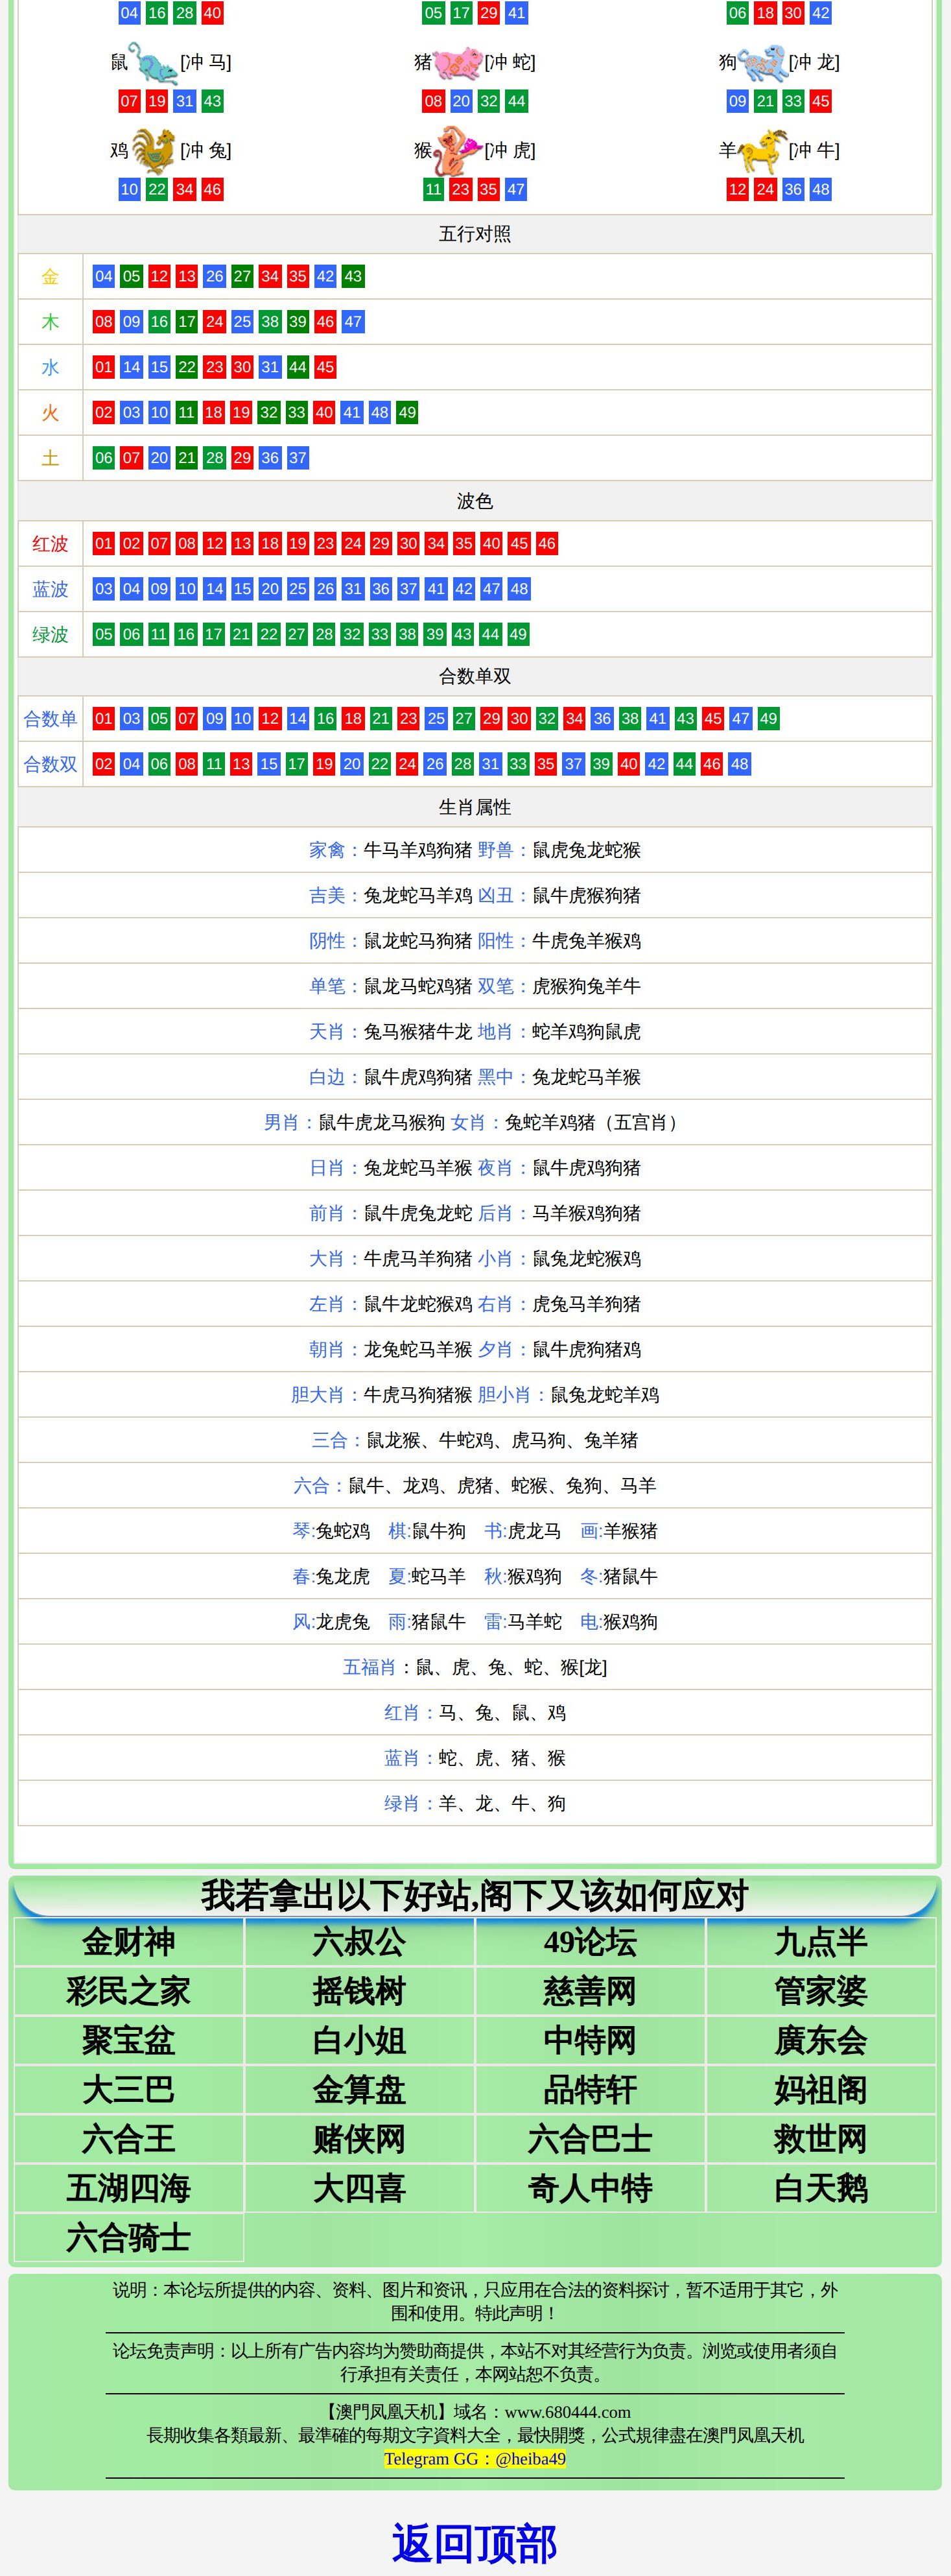 04 16 28 40 05 17 29 41 06 18 30 42
鼠 [冲 马] 猪 [冲 蛇] 狗 [冲 龙]
07 19 31 43 08 20 32 44 09 21 33 45
鸡 [冲 兔] 猴 [冲 虎] 羊 [冲 牛]
10 22 34 46 11 23 35 47 12 24 36 48
五行对照
金 04 05 12 13 26 27 34 35 42 43
木 08 09 16 17 24 25 38 39 46 47
水 01 14 15 22 23 30 31 44 45
火 02 03 10 11 18 19 32 33 40 41 48 49
土 06 07 20 21 28 29 36 37
波色
红波 01 02 07 08 12 13 18 19 23 24 29 30 34 35 40 45 46
蓝波 03 04 09 10 14 15 20 25 26 31 36 37 41 42 47 48
绿波 05 06 11 16 17 21 22 27 28 32 33 38 39 43 44 49
合数单双
合数单 01 03 05 07 09 10 12 14 16 18 21 23 25 27 29 30 32 34 36 38 41 43 45 47 49
合数双 02 04 06 08 11 13 15 17 19 20 22 24 26 28 31 33 35 37 39 40 42 44 46 48
生肖属性
家禽：牛马羊鸡狗猪 野兽：鼠虎兔龙蛇猴
吉美：兔龙蛇马羊鸡 凶丑：鼠牛虎猴狗猪
阴性：鼠龙蛇马狗猪 阳性：牛虎兔羊猴鸡
单笔：鼠龙马蛇鸡猪 双笔：虎猴狗兔羊牛
天肖：兔马猴猪牛龙 地肖：蛇羊鸡狗鼠虎
白边：鼠牛虎鸡狗猪 黑中：兔龙蛇马羊猴
男肖：鼠牛虎龙马猴狗 女肖：兔蛇羊鸡猪（五宫肖）
日肖：兔龙蛇马羊猴 夜肖：鼠牛虎鸡狗猪
前肖：鼠牛虎兔龙蛇 后肖：马羊猴鸡狗猪
大肖：牛虎马羊狗猪 小肖：鼠兔龙蛇猴鸡
左肖：鼠牛龙蛇猴鸡 右肖：虎兔马羊狗猪
朝肖：龙兔蛇马羊猴 夕肖：鼠牛虎狗猪鸡
胆大肖：牛虎马狗猪猴 胆小肖：鼠兔龙蛇羊鸡
三合：鼠龙猴、牛蛇鸡、虎马狗、兔羊猪
六合：鼠牛、龙鸡、虎猪、蛇猴、兔狗、马羊
琴:兔蛇鸡 棋:鼠牛狗 书:虎龙马 画:羊猴猪
春:兔龙虎 夏:蛇马羊 秋:猴鸡狗 冬:猪鼠牛
风:龙虎兔 雨:猪鼠牛 雷:马羊蛇 电:猴鸡狗
五福肖：鼠、虎、兔、蛇、猴[龙]
红肖：马、兔、鼠、鸡
蓝肖：蛇、虎、猪、猴
绿肖：羊、龙、牛、狗
我若拿出以下好站,阁下又该如何应对
金财神 六叔公 49论坛 九点半
彩民之家 摇钱树 慈善网 管家婆
聚宝盆 白小姐 中特网 廣东会
大三巴 金算盘 品特轩 妈祖阁
六合王 赌侠网 六合巴士 救世网
五湖四海 大四喜 奇人中特 白天鹅
六合骑士
说明：本论坛所提供的内容、资料、图片和资讯，只应用在合法的资料探讨，暂不适用于其它，外
围和使用。特此声明！
论坛免责声明：以上所有广告内容均为赞助商提供，本站不对其经营行为负责。浏览或使用者须自
行承担有关责任，本网站恕不负责。
【澳門凤凰天机】域名：www.680444.com
長期收集各類最新、最準確的每期文字資料大全，最快開獎，公式規律盡在澳門凤凰天机
Telegram GG：@heiba49
返回顶部